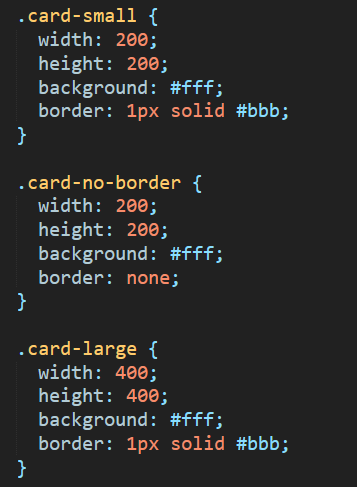 .card-small {
  width: 200;
  height: 200;
  background: #fff;
  border: 1px solid #bbb;
}

.card-no-border {
  width: 200;
  height: 200;
  background: #fff;
  border: none;
}

.card-large {
  width: 400;
  height: 400;
  background: #fff;
  border: 1px solid #bbb;
}